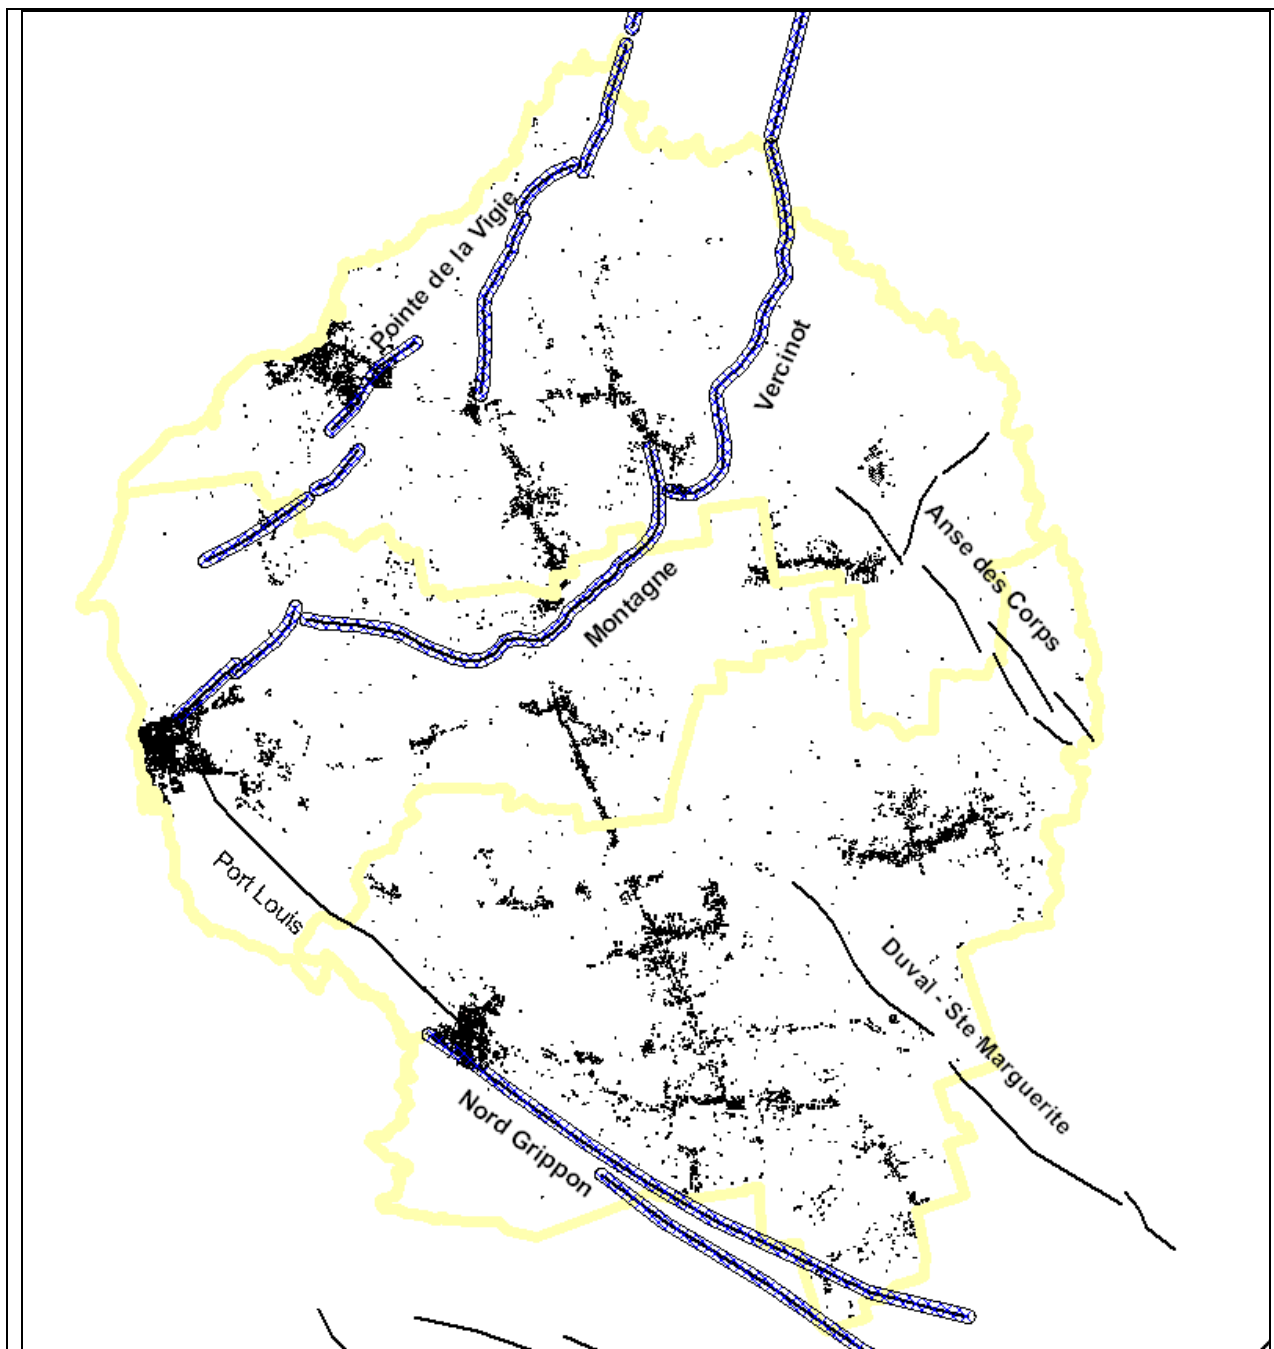 Pointe de la Vigie
Vercinot
Anse des Corps
Montagne
Port Louis
Duval - Ste Marguerite
Nord Grippon